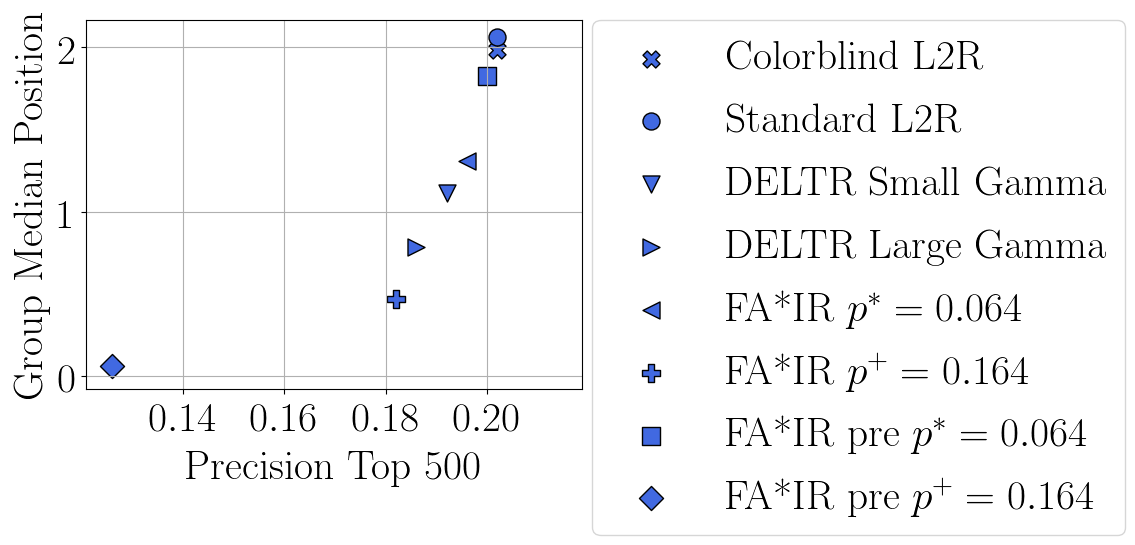 Group Median Position
2
1
0
0.14 0.16 0.18 0.20
Precision Top 500
Colorblind L2R
Standard L2R
DELTR Small Gamma
DELTR Large Gamma
FA*IR p* = 0.064
FA*IR p⁺ = 0.164
FA*IR pre p* = 0.064
FA*IR pre p⁺ = 0.164